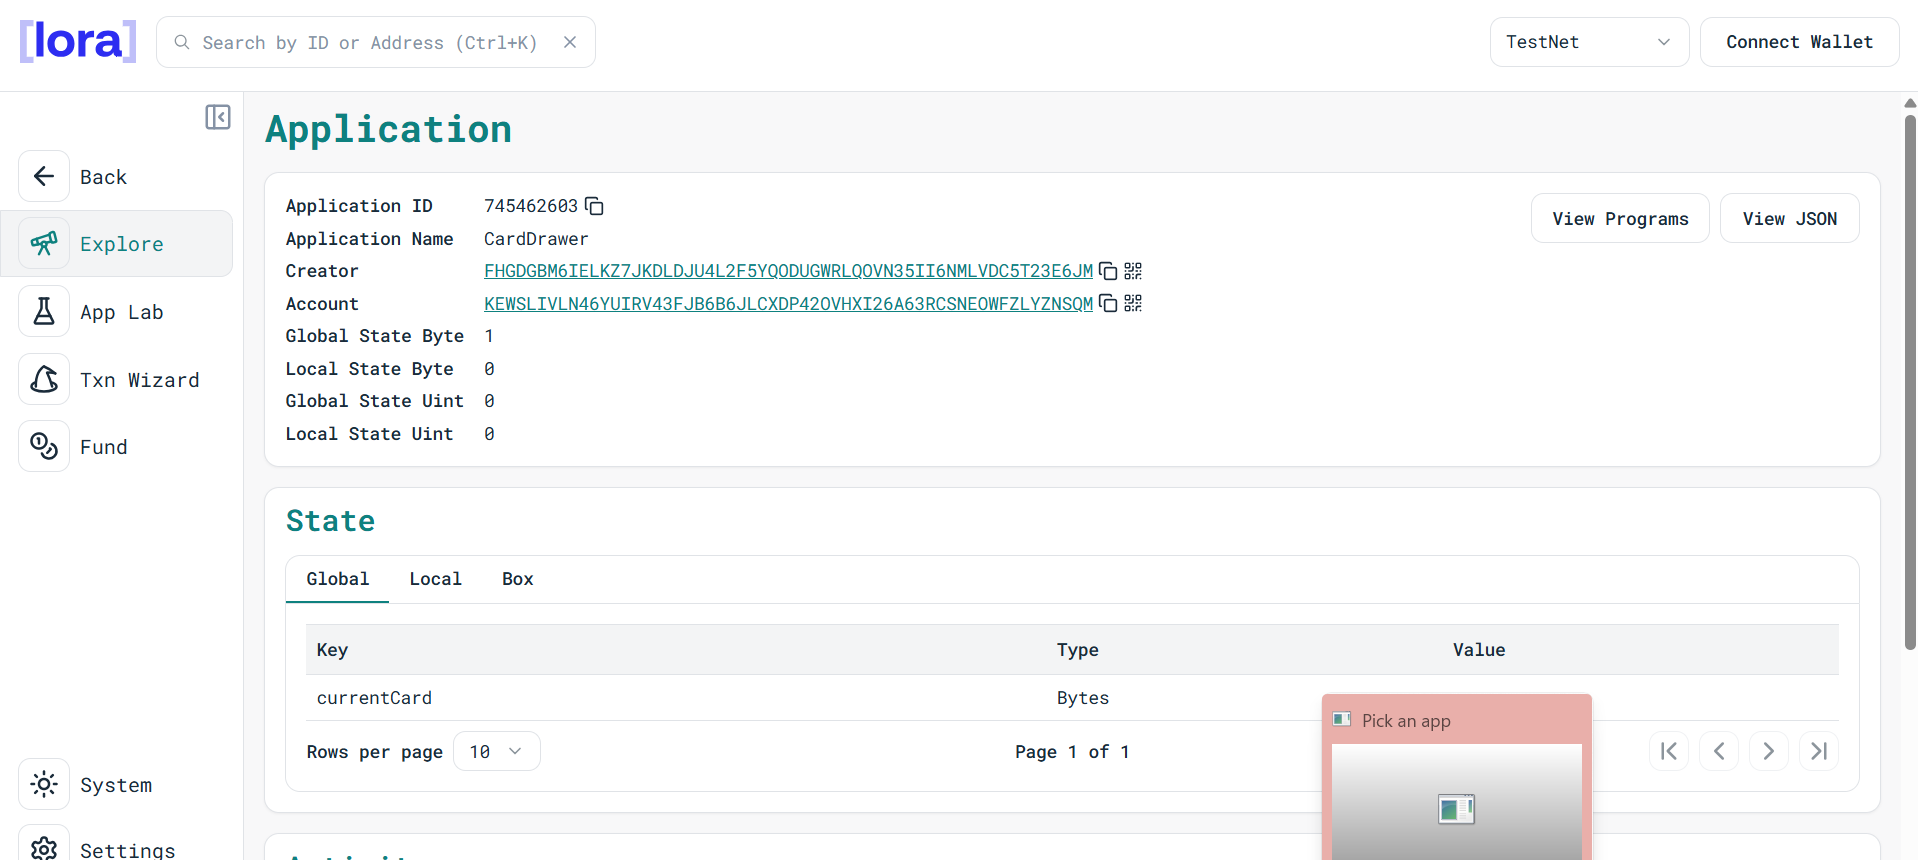 [lora]
Search by ID or Address (Ctrl+K)
TestNet
Connect Wallet
Back
Explore
App Lab
Txn Wizard
Fund
System
Settings
Application
Application ID 745462603
View Programs
View JSON
Application Name CardDrawer
Creator FHGDGBM6IELKZ7JKDLDJU4L2F5YQODUGWRLQOVN35II6NMLVDC5T23E6JM
Account KEWSLIVLN46YUIRV43FJB6B6JLCXDP42OVHXI26A63RCSNEOWFZLYZNSQM
Global State Byte 1
Local State Byte 0
Global State Uint 0
Local State Uint 0
State
Global Local Box
Key Type Value
currentCard Bytes
Rows per page 10 Page 1 of 1
Pick an app